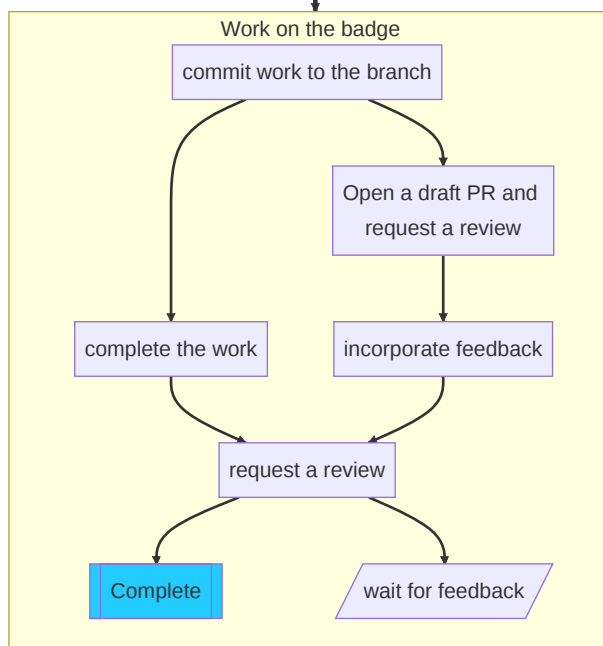 Work on the badge
commit work to the branch
Open a draft PR and
request a review
complete the work
incorporate feedback
request a review
Complete
wait for feedback